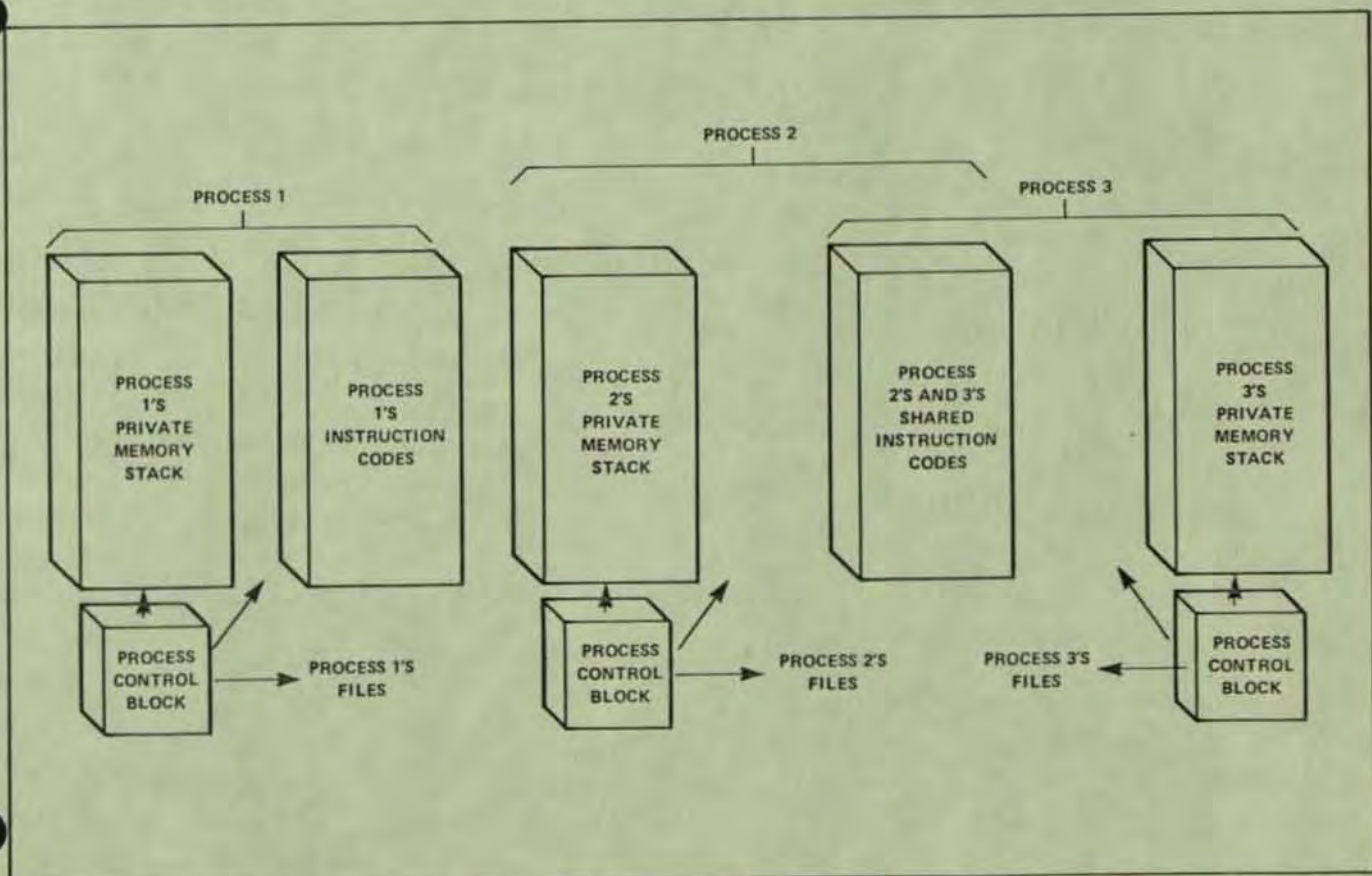 PROCESS 2
PROCESS 1
PROCESS 3
PROCESS
1'S
PRIVATE
MEMORY
STACK
PROCESS
1'S
INSTRUCTION
CODES
PROCESS
2'S
PRIVATE
MEMORY
STACK
PROCESS
2'S AND 3'S
SHARED
INSTRUCTION
CODES
PROCESS
3'S
PRIVATE
MEMORY
STACK
PROCESS
CONTROL
BLOCK
PROCESS 1'S
FILES
PROCESS
CONTROL
BLOCK
PROCESS 2'S
FILES
PROCESS 3'S
FILES
PROCESS
CONTROL
BLOCK